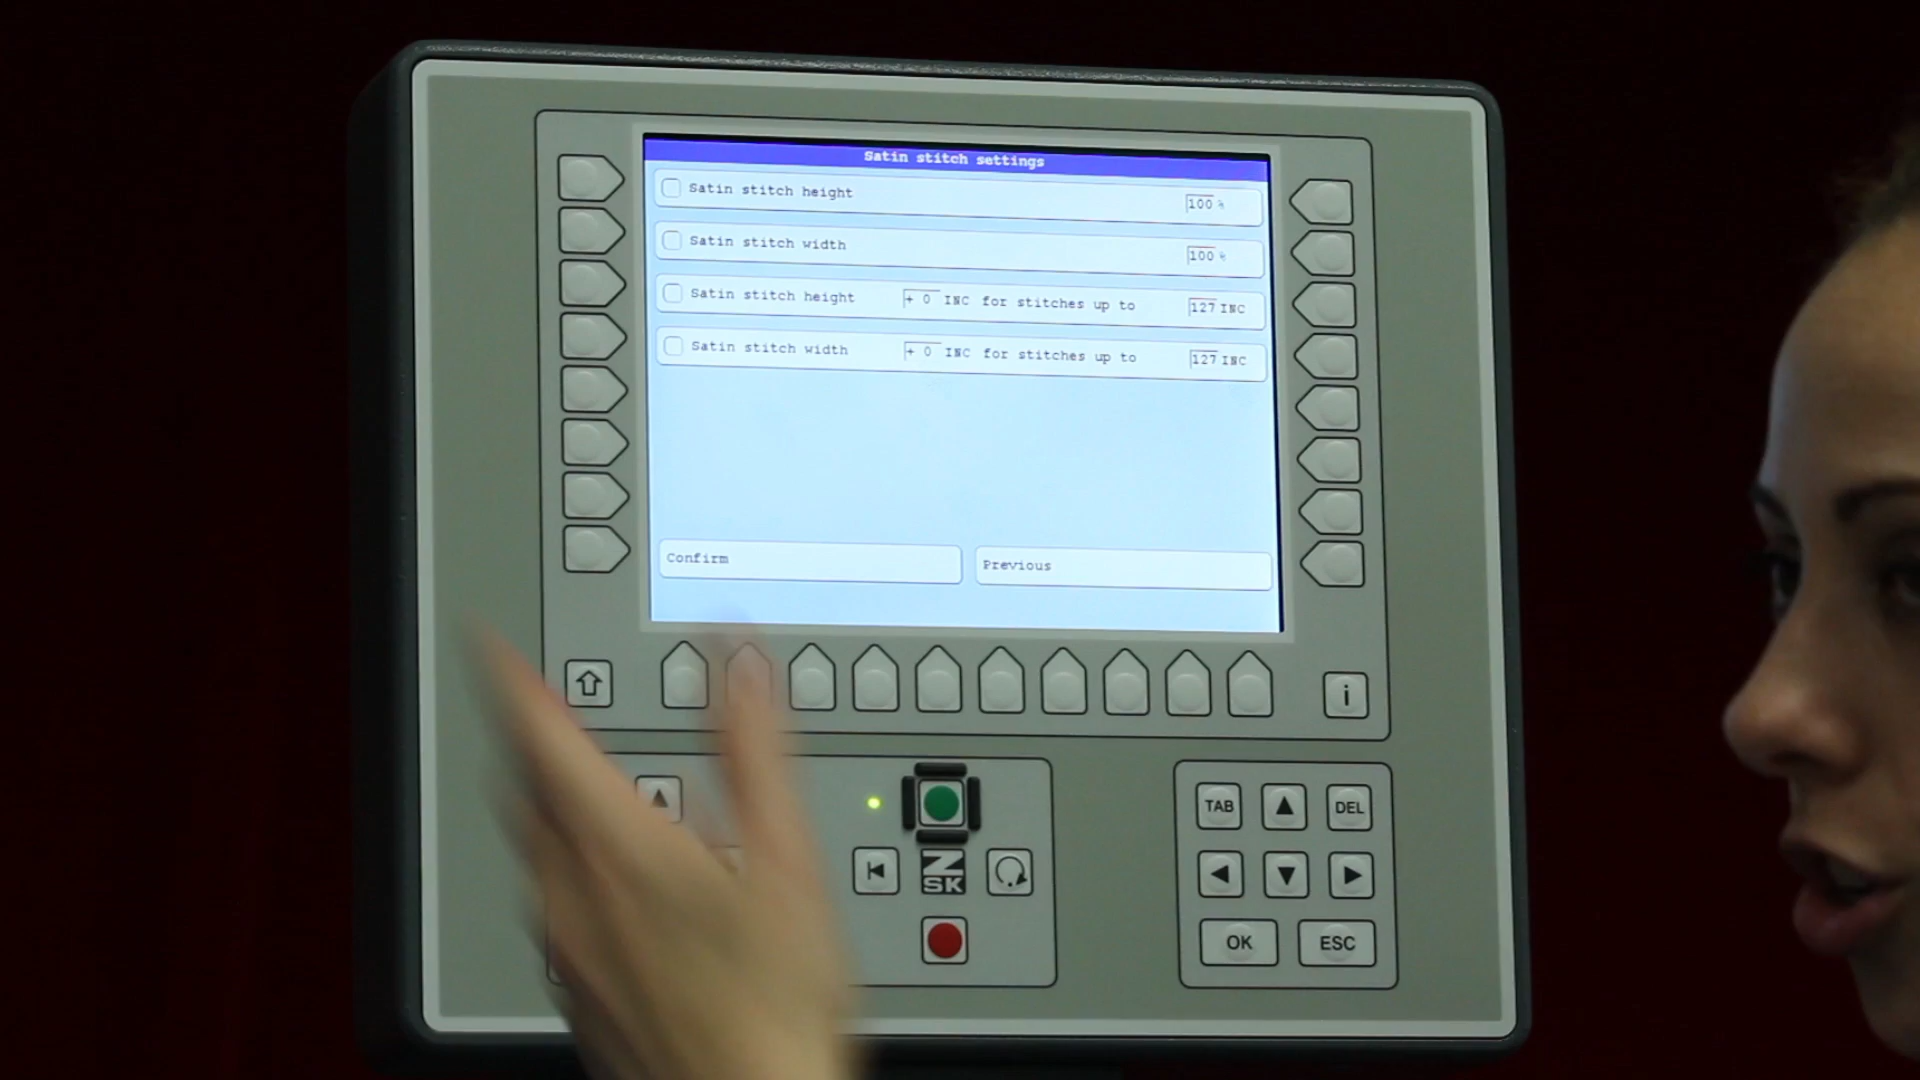 Satin stitch settings
Satin stitch height 100 %
Satin stitch width 100 %
Satin stitch height + 0 INC for stitches up to 127 INC
Satin stitch width + 0 INC for stitches up to 127 INC
Confirm Previous
i
TAB DEL
ZSK
OK ESC